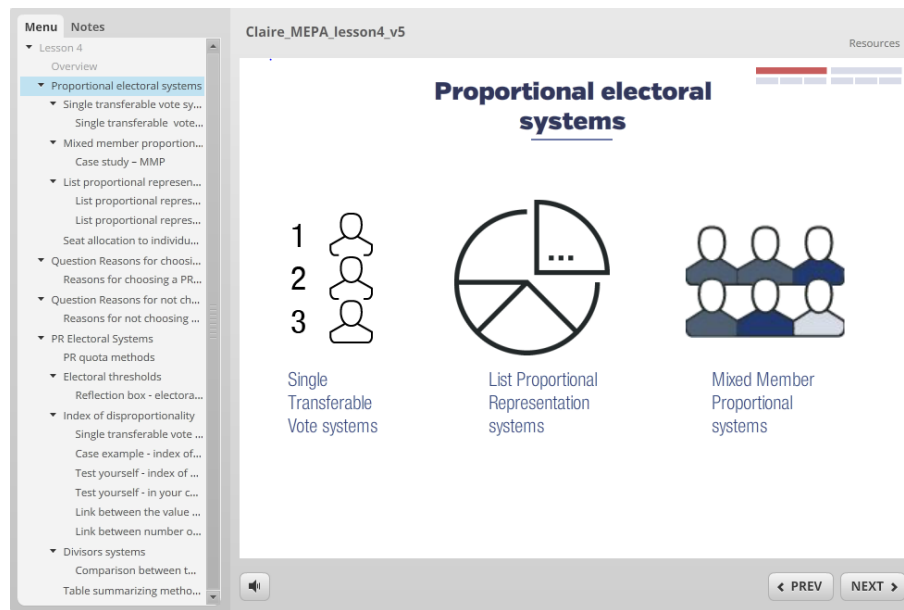 Menu Notes
Lesson 4
Overview
Proportional electoral systems
Single transferable vote sy...
Single transferable vote...
Mixed member proportion...
Case study – MMP
List proportional represen...
List proportional repres...
List proportional repres...
Seat allocation to individu...
Question Reasons for choosi...
Reasons for choosing a PR...
Question Reasons for not ch...
Reasons for not choosing ...
PR Electoral Systems
PR quota methods
Electoral thresholds
Reflection box - electora...
Index of disproportionality
Single transferable vote ...
Case example - index of...
Test yourself - index of ...
Test yourself - in your c...
Link between the value ...
Link between number o...
Divisors systems
Comparison between t...
Table summarizing metho...
Claire_MEPA_lesson4_v5
Resources
Proportional electoral
systems
1
2
3
...
Single
Transferable
Vote systems
List Proportional
Representation
systems
Mixed Member
Proportional
systems
PREV NEXT